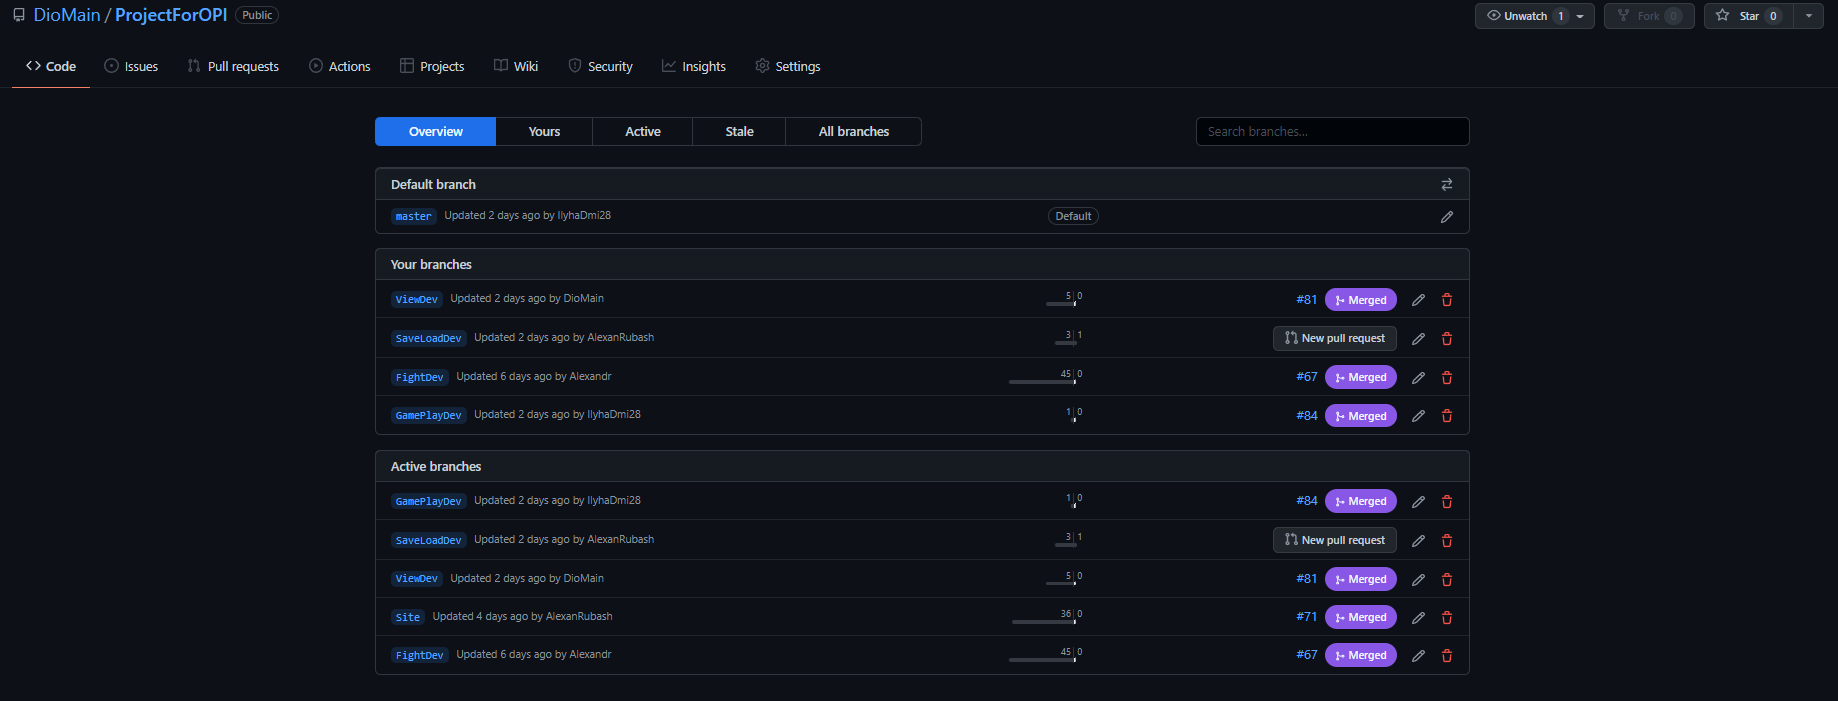 DioMain / ProjectForOPI Public
Unwatch 1 Fork 0 Star 0
Code Issues Pull requests Actions Projects Wiki Security Insights Settings
Overview Yours Active Stale All branches Search branches...
Default branch
master Updated 2 days ago by IlyhaDmi28 Default
Your branches
ViewDev Updated 2 days ago by DioMain 5 0 #81 Merged
SaveLoadDev Updated 2 days ago by AlexanRubash 3 1 New pull request
FightDev Updated 6 days ago by Alexandr 45 0 #67 Merged
GamePlayDev Updated 2 days ago by IlyhaDmi28 1 0 #84 Merged
Active branches
GamePlayDev Updated 2 days ago by IlyhaDmi28 1 0 #84 Merged
SaveLoadDev Updated 2 days ago by AlexanRubash 3 1 New pull request
ViewDev Updated 2 days ago by DioMain 5 0 #81 Merged
Site Updated 4 days ago by AlexanRubash 36 0 #71 Merged
FightDev Updated 6 days ago by Alexandr 45 0 #67 Merged